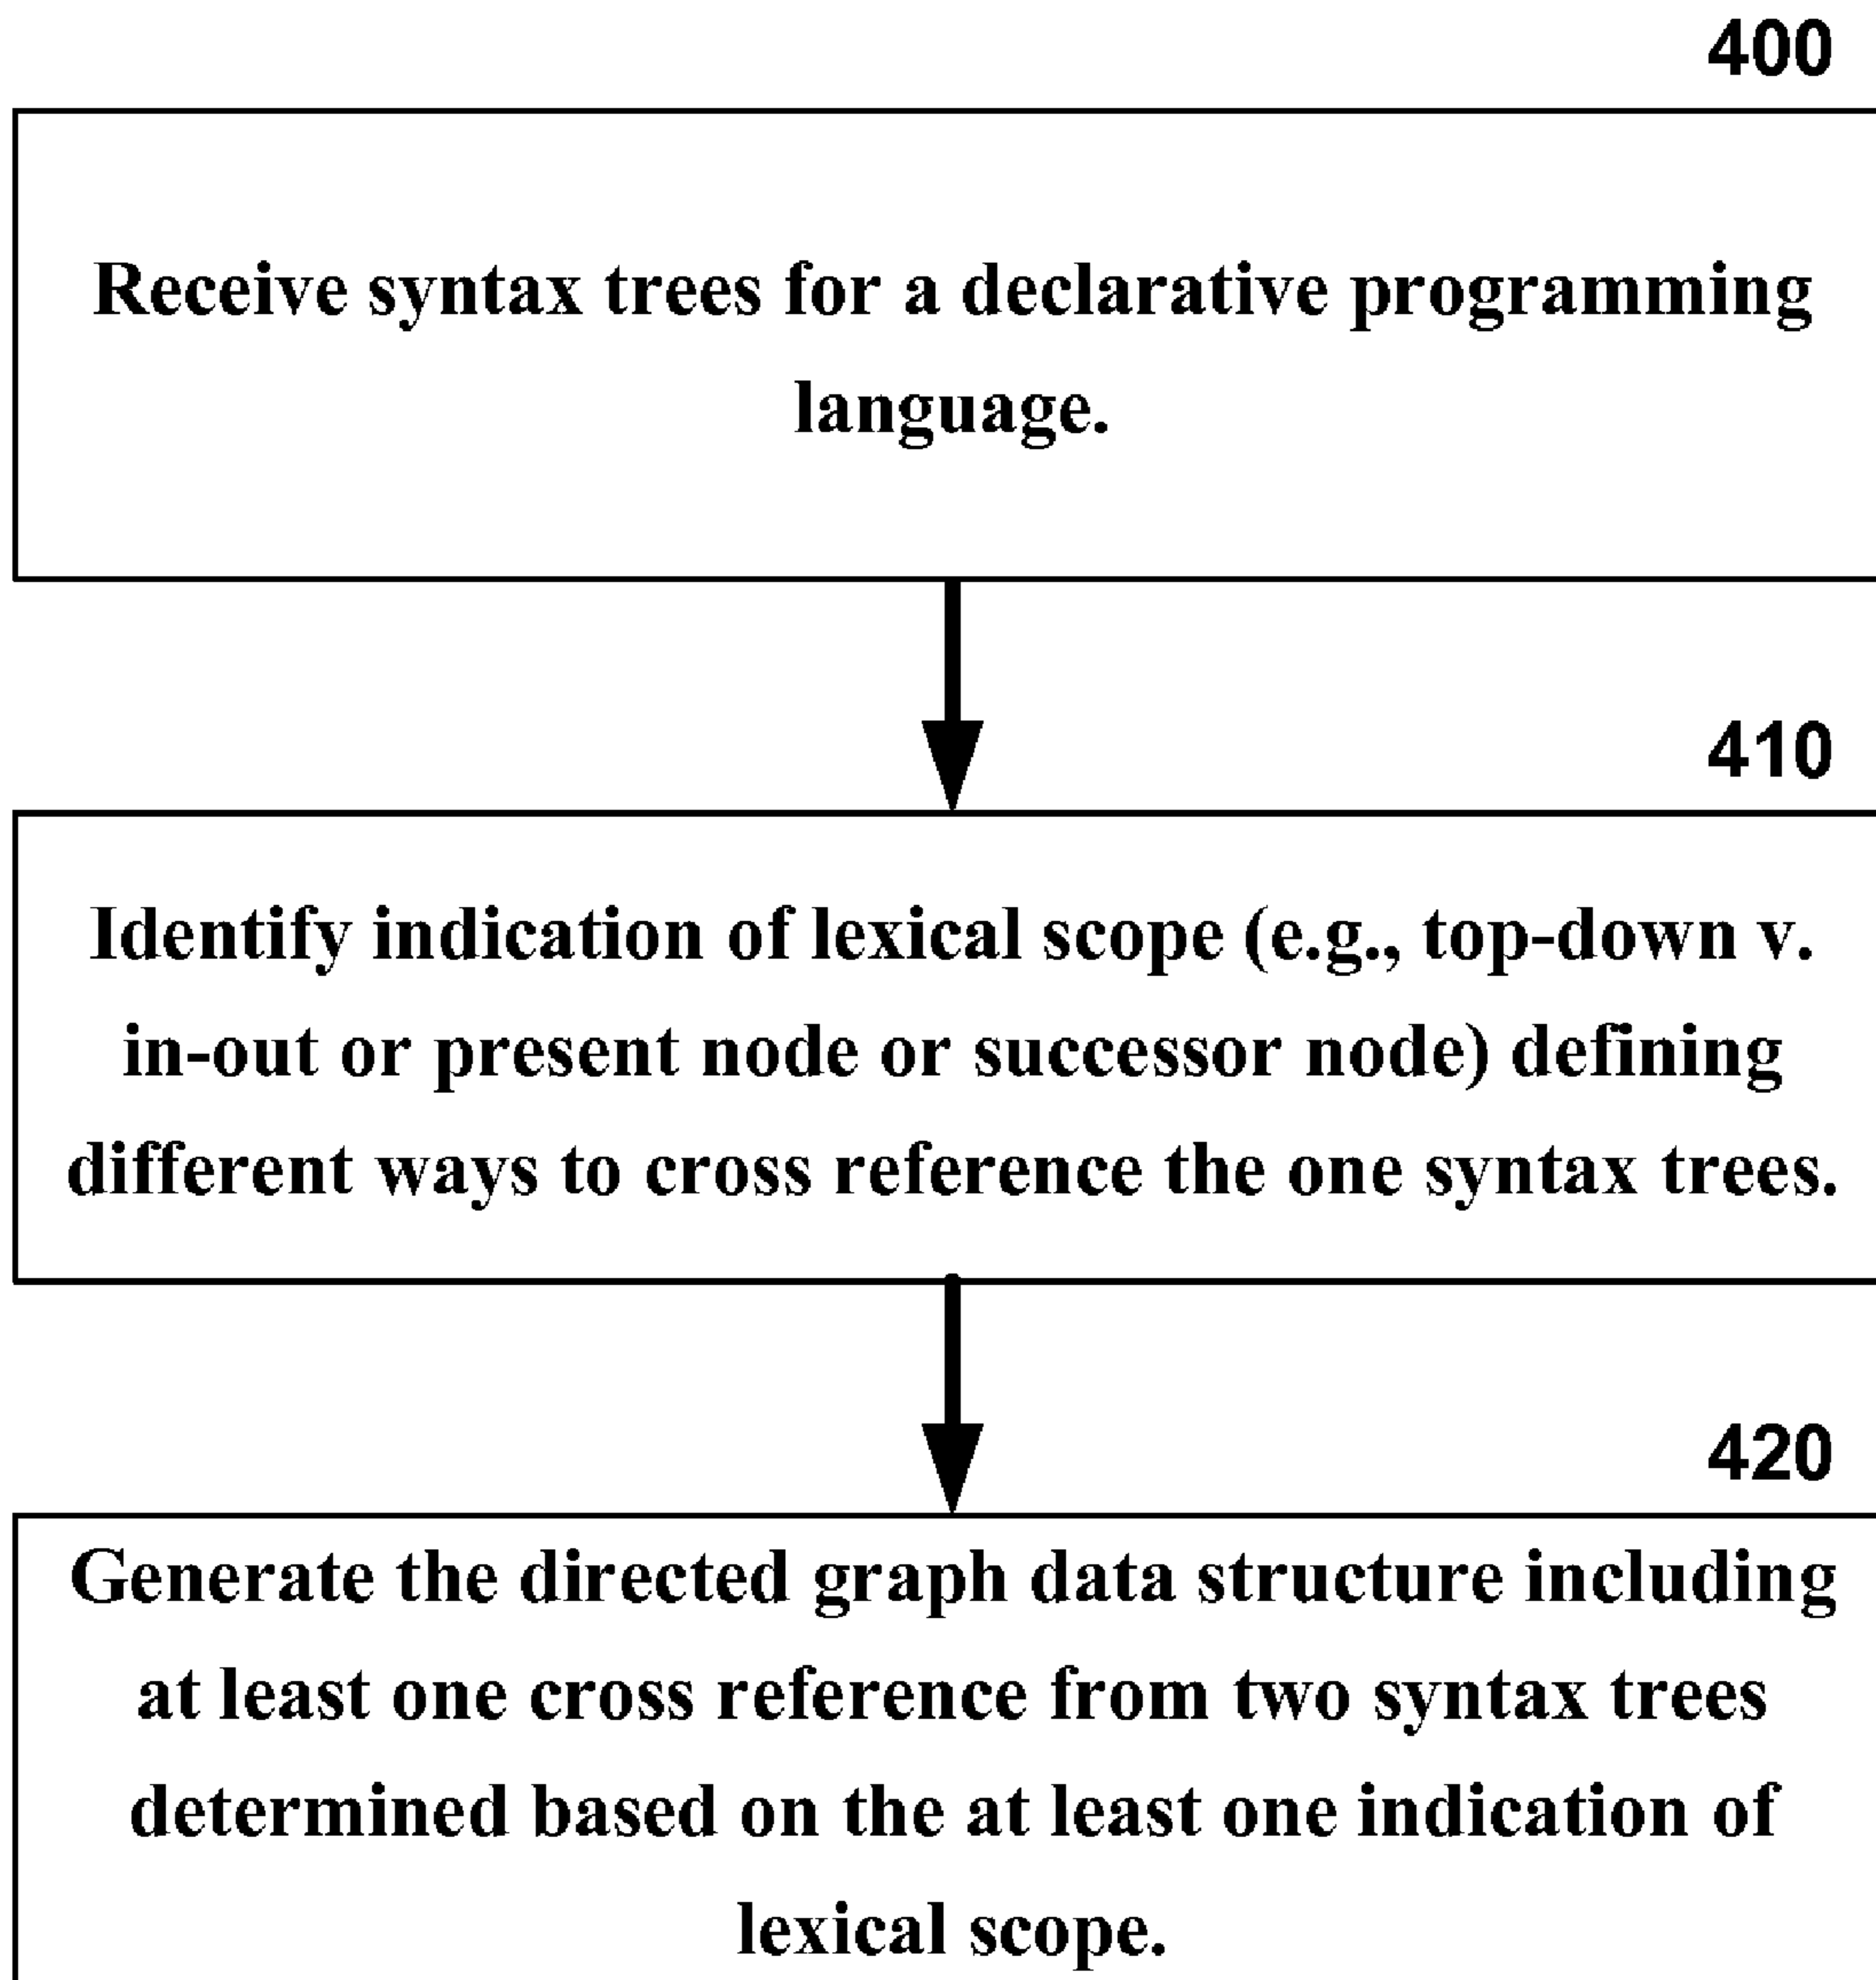 400
Receive syntax trees for a declarative programming
language.
410
Identify indication of lexical scope (e.g., top-down v.
in-out or present node or successor node) defining
different ways to cross reference the one syntax trees.
420
Generate the directed graph data structure including
at least one cross reference from two syntax trees
determined based on the at least one indication of
lexical scope.